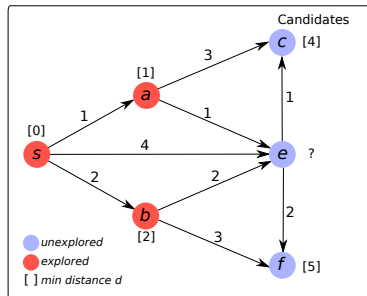 Candidates
c [4]
3
[1]
a
1
1
1
[0]
s
4
e ?
2
2
2
b
[2]
3
f [5]
unexplored
explored
[ ] min distance d